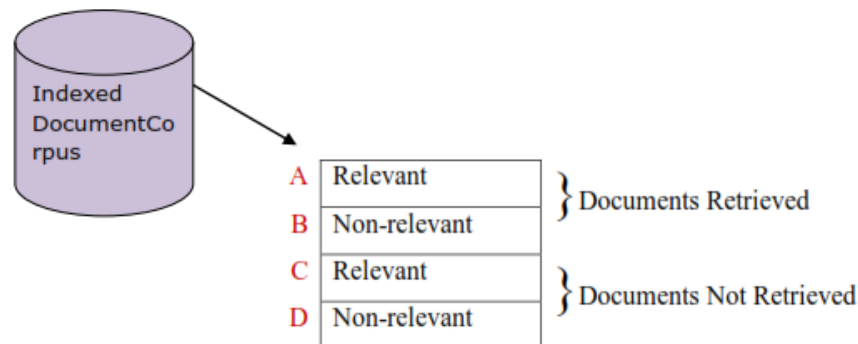 Indexed
DocumentCo
rpus
A Relevant
B Non-relevant
C Relevant
D Non-relevant
} Documents Retrieved
} Documents Not Retrieved